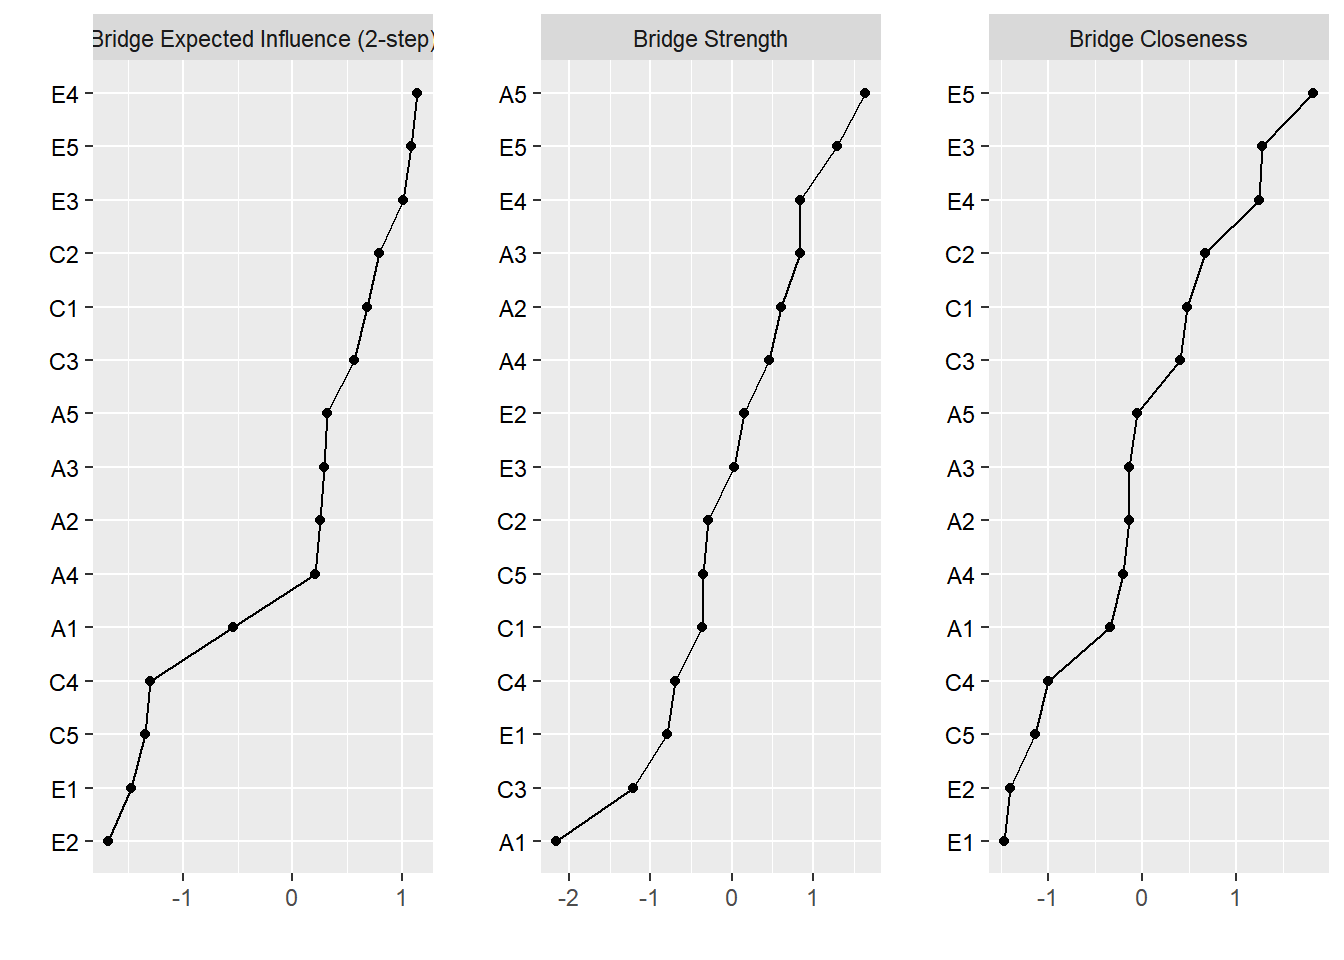 Bridge Expected Influence (2-step)
E4
E5
E3
C2
C1
C3
A5
A3
A2
A4
A1
C4
C5
E1
E2
-1 0 1
Bridge Strength
A5
E5
E4
A3
A2
A4
E2
E3
C2
C5
C1
C4
E1
C3
A1
-2 -1 0 1
Bridge Closeness
E5
E3
E4
C2
C1
C3
A5
A3
A2
A4
A1
C4
C5
E2
E1
-1 0 1